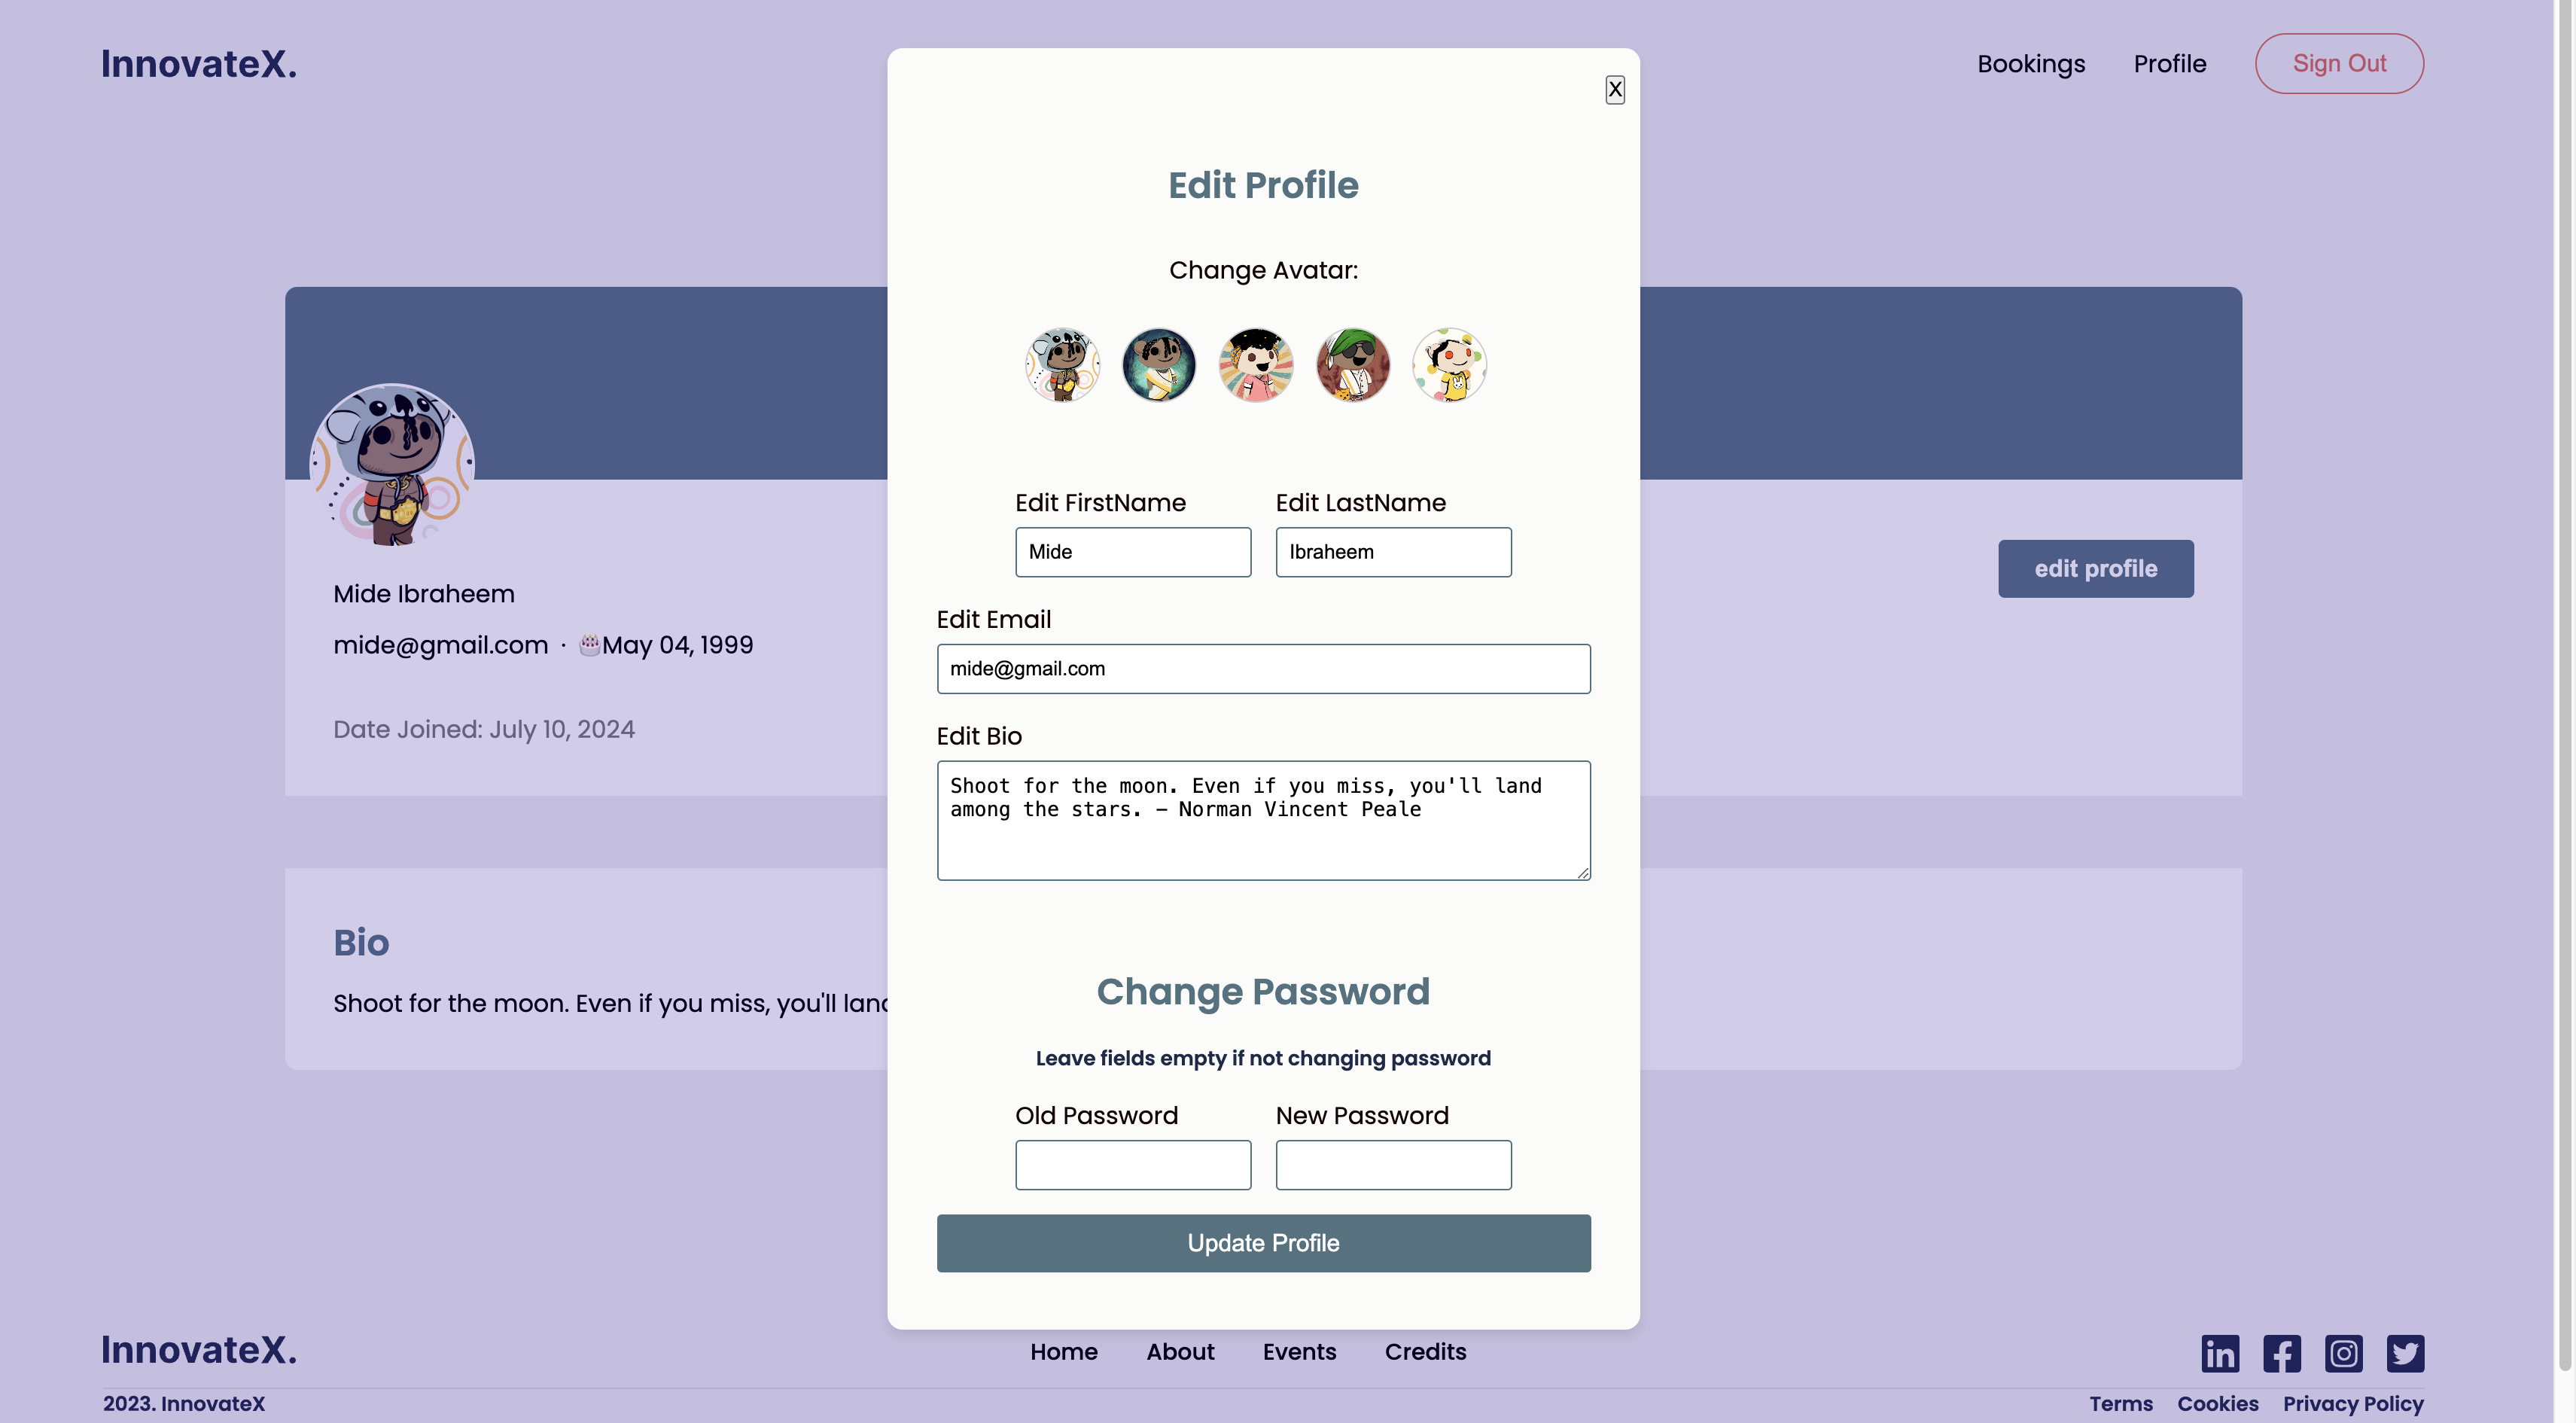 InnovateX.
Bookings
Profile
Sign Out
X
Edit Profile
Change Avatar:
Edit FirstName
Edit LastName
Mide
Ibraheem
edit profile
Mide Ibraheem
mide@gmail.com · 🎂May 04, 1999
Date Joined: July 10, 2024
Edit Email
mide@gmail.com
Edit Bio
Shoot for the moon. Even if you miss, you'll land
among the stars. – Norman Vincent Peale
Bio
Shoot for the moon. Even if you miss, you'll land
Change Password
Leave fields empty if not changing password
Old Password
New Password
Update Profile
InnovateX.
Home
About
Events
Credits
2023. InnovateX
Terms
Cookies
Privacy Policy